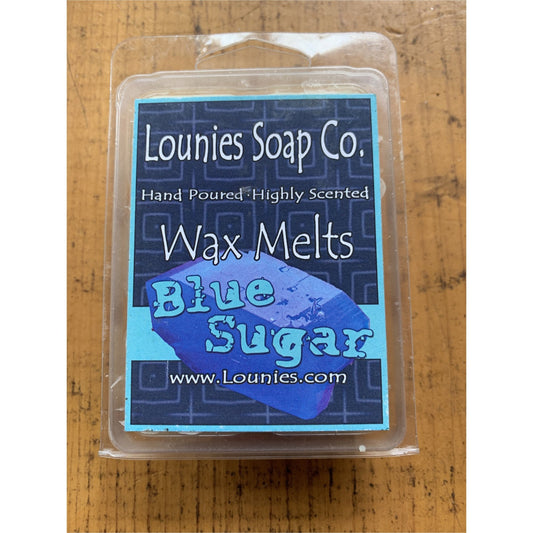 Lounies Soap Co.
Hand Poured·Highly Scented
Wax Melts
Blue
Sugar
www.Lounies.com